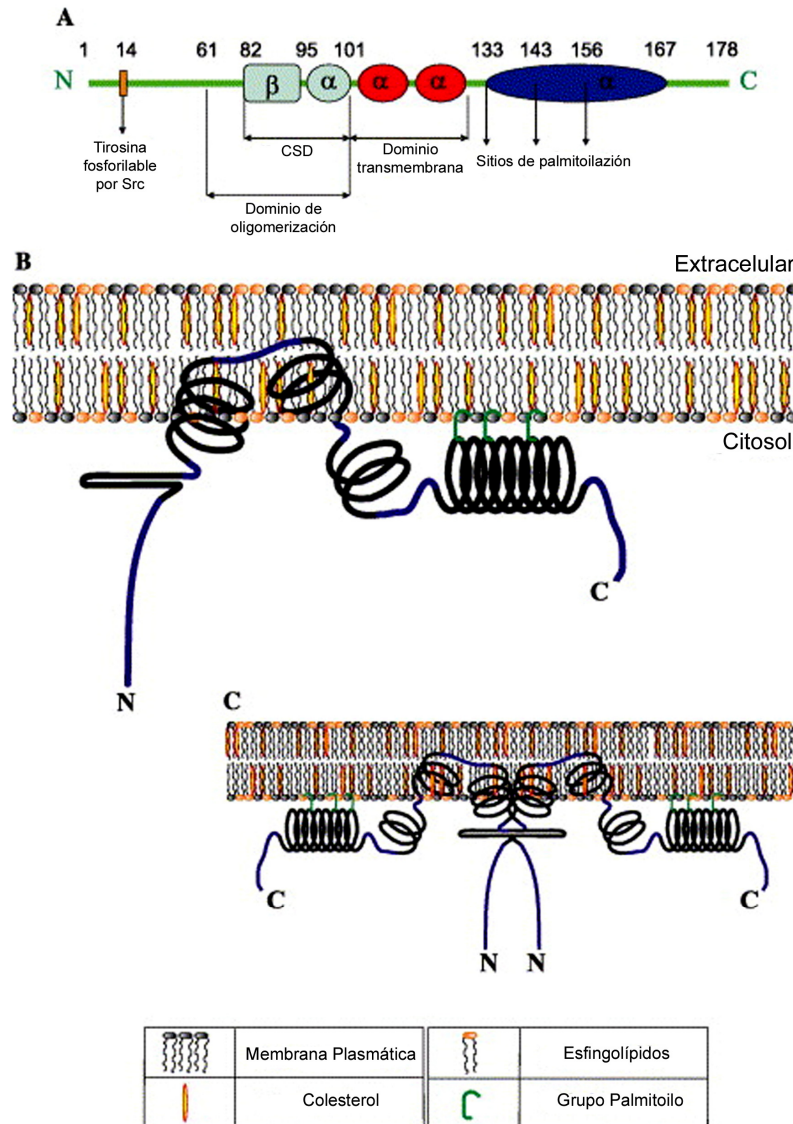 A
1 14 61 82 95 101 133 143 156 167 178
N β α α α α C
Tirosina
fosforilable
por Src
CSD
Dominio
transmembrana
Sitios de palmitoilazión
Dominio de
oligomerización
B
Extracelular
Citosol
C
N
C
C
C
N N
Membrana Plasmática
Esfingolípidos
Colesterol
Grupo Palmitoilo